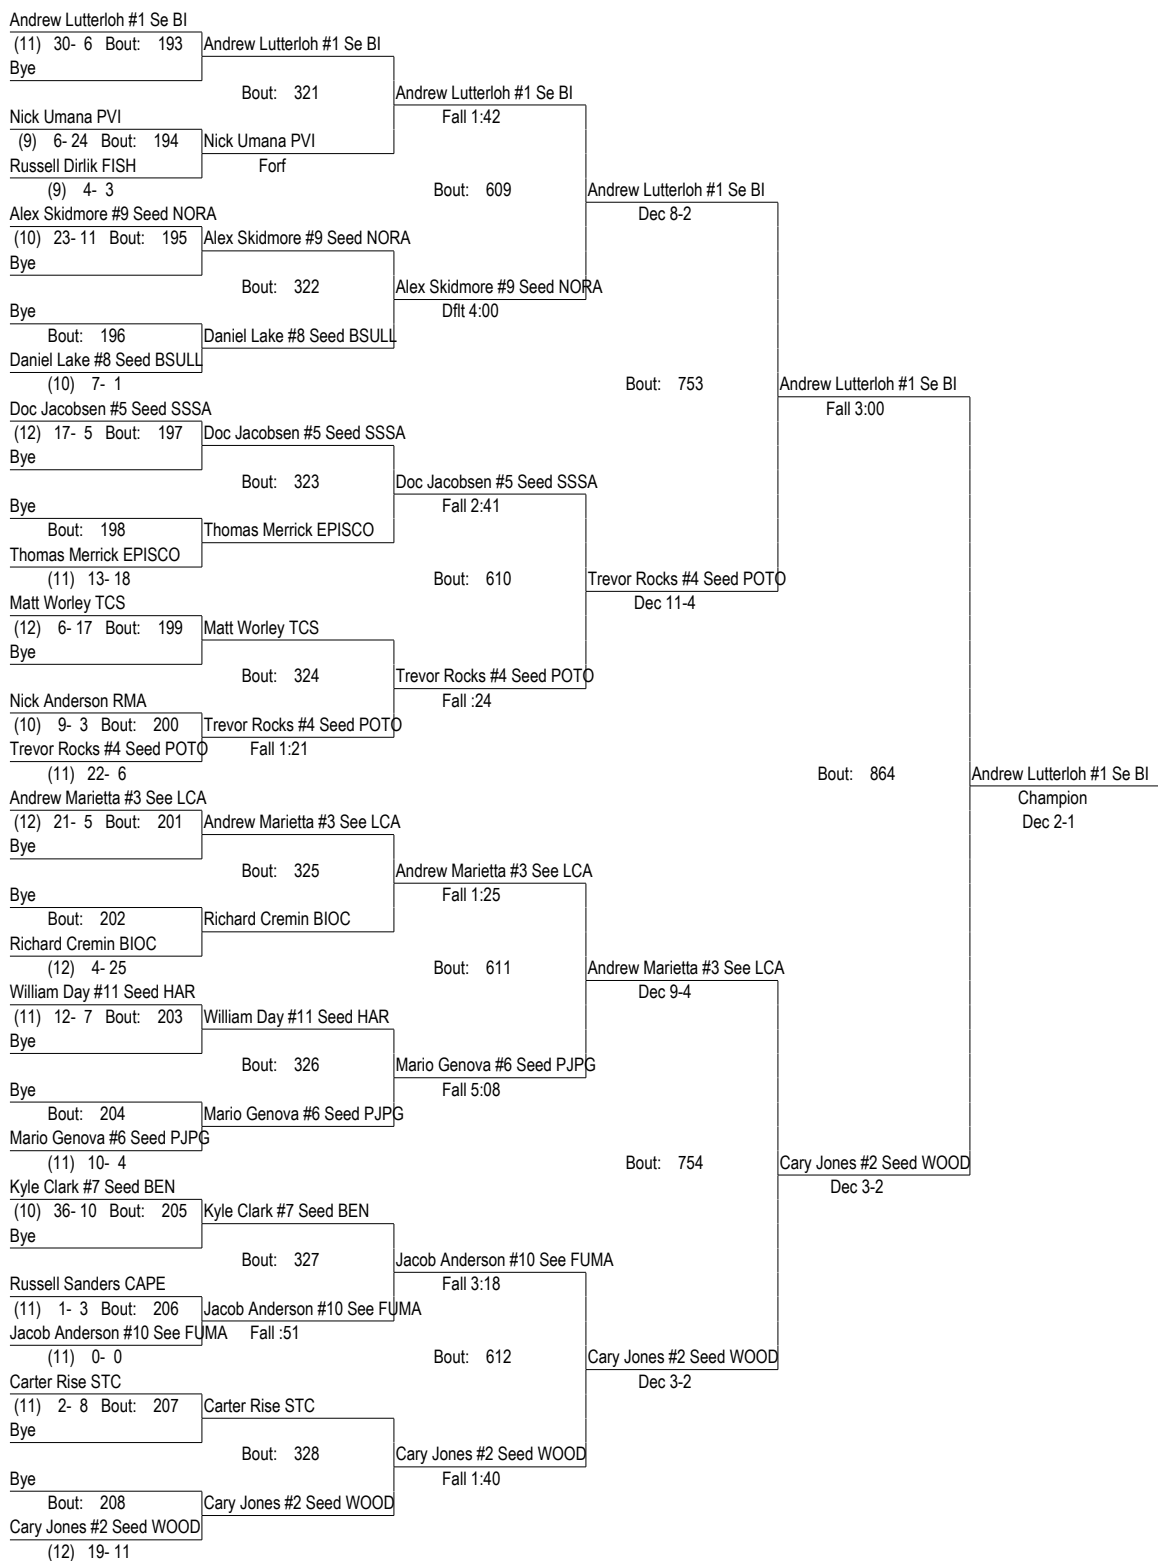 Andrew Lutterloh #1 Se BI
(11) 30- 6 Bout: 193 Andrew Lutterloh #1 Se BI
Bye
Bout: 321 Andrew Lutterloh #1 Se BI
Nick Umana PVI Fall 1:42
(9) 6- 24 Bout: 194 Nick Umana PVI
Russell Dirlik FISH Forf
(9) 4- 3 Bout: 609 Andrew Lutterloh #1 Se BI
Alex Skidmore #9 Seed NORA Dec 8-2
(10) 23- 11 Bout: 195 Alex Skidmore #9 Seed NORA
Bye
Bout: 322 Alex Skidmore #9 Seed NORA
Bye Dflt 4:00
Bout: 196 Daniel Lake #8 Seed BSULL
Daniel Lake #8 Seed BSULL
(10) 7- 1 Bout: 753 Andrew Lutterloh #1 Se BI
Doc Jacobsen #5 Seed SSSA Fall 3:00
(12) 17- 5 Bout: 197 Doc Jacobsen #5 Seed SSSA
Bye
Bout: 323 Doc Jacobsen #5 Seed SSSA
Bye Fall 2:41
Bout: 198 Thomas Merrick EPISCO
Thomas Merrick EPISCO
(11) 13- 18 Bout: 610 Trevor Rocks #4 Seed POTO
Matt Worley TCS Dec 11-4
(12) 6- 17 Bout: 199 Matt Worley TCS
Bye
Bout: 324 Trevor Rocks #4 Seed POTO
Nick Anderson RMA Fall :24
(10) 9- 3 Bout: 200 Trevor Rocks #4 Seed POTO
Trevor Rocks #4 Seed POTO Fall 1:21
(11) 22- 6 Bout: 864 Andrew Lutterloh #1 Se BI
Andrew Marietta #3 See LCA Champion
(12) 21- 5 Bout: 201 Andrew Marietta #3 See LCA Dec 2-1
Bye
Bout: 325 Andrew Marietta #3 See LCA
Bye Fall 1:25
Bout: 202 Richard Cremin BIOC
Richard Cremin BIOC
(12) 4- 25 Bout: 611 Andrew Marietta #3 See LCA
William Day #11 Seed HAR Dec 9-4
(11) 12- 7 Bout: 203 William Day #11 Seed HAR
Bye
Bout: 326 Mario Genova #6 Seed PJPG
Bye Fall 5:08
Bout: 204 Mario Genova #6 Seed PJPG
Mario Genova #6 Seed PJPG
(11) 10- 4 Bout: 754 Cary Jones #2 Seed WOOD
Kyle Clark #7 Seed BEN Dec 3-2
(10) 36- 10 Bout: 205 Kyle Clark #7 Seed BEN
Bye
Bout: 327 Jacob Anderson #10 See FUMA
Russell Sanders CAPE Fall 3:18
(11) 1- 3 Bout: 206 Jacob Anderson #10 See FUMA
Jacob Anderson #10 See FUMA Fall :51
(11) 0- 0 Bout: 612 Cary Jones #2 Seed WOOD
Carter Rise STC Dec 3-2
(11) 2- 8 Bout: 207 Carter Rise STC
Bye
Bout: 328 Cary Jones #2 Seed WOOD
Bye Fall 1:40
Bout: 208 Cary Jones #2 Seed WOOD
Cary Jones #2 Seed WOOD
(12) 19- 11